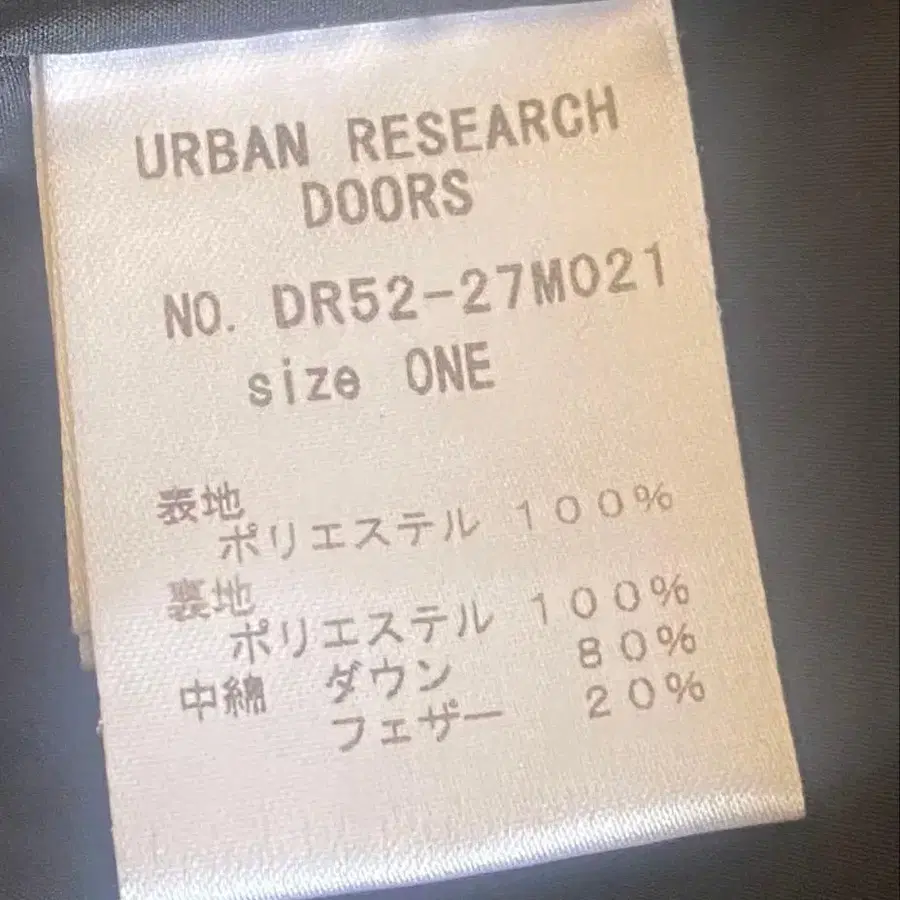 URBAN RESEARCH
DOORS
NO. DR52-27M021
size ONE
表地
ポリエステル 100%
裏地
ポリエステル 100%
中綿 ダウン 80%
フェザー 20%